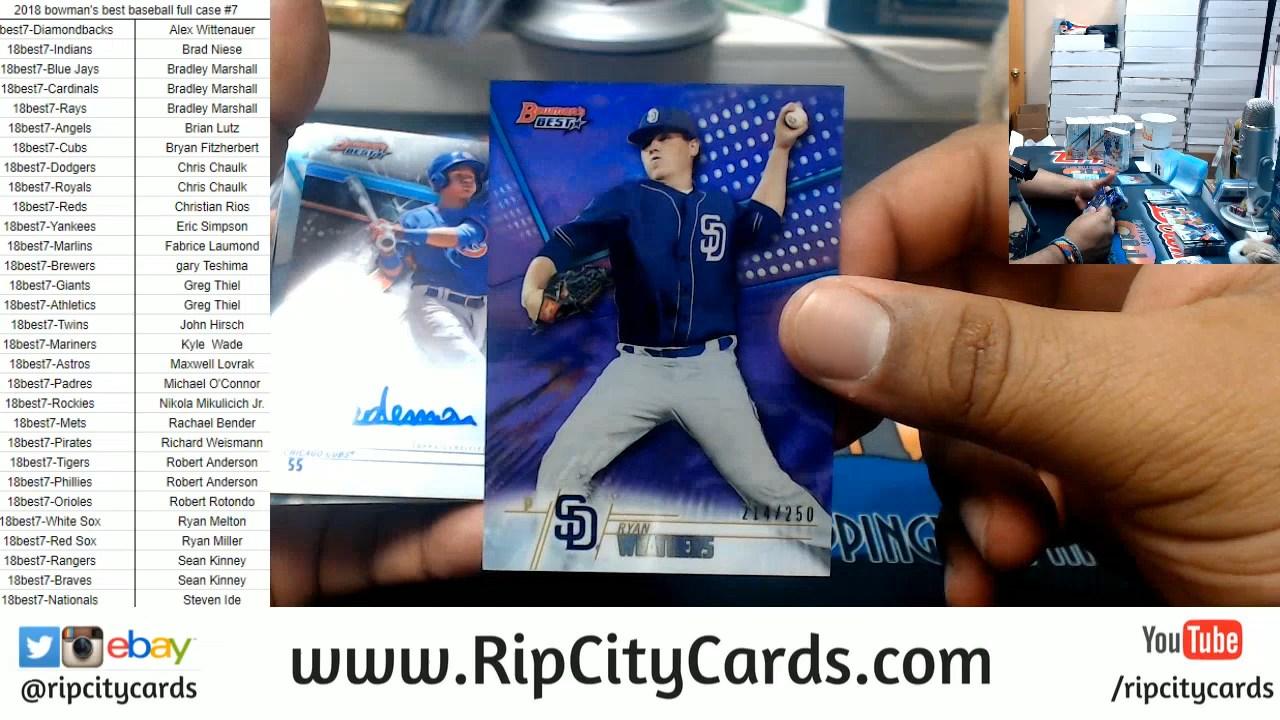 2018 bowman's best baseball full case #7
best7-Diamondbacks Alex Wittenauer
18best7-Indians Brad Niese
18best7-Blue Jays Bradley Marshall
18best7-Cardinals Bradley Marshall
18best7-Rays Bradley Marshall
18best7-Angels Brian Lutz
18best7-Cubs Bryan Fitzherbert
18best7-Dodgers Chris Chaulk
18best7-Royals Chris Chaulk
18best7-Reds Christian Rios
18best7-Yankees Eric Simpson
18best7-Marlins Fabrice Laumond
18best7-Brewers gary Teshima
18best7-Giants Greg Thiel
18best7-Athletics Greg Thiel
18best7-Twins John Hirsch
18best7-Mariners Kyle Wade
18best7-Astros Maxwell Lovrak
18best7-Padres Michael O'Connor
18best7-Rockies Nikola Mikulicich Jr.
18best7-Mets Rachael Bender
18best7-Pirates Richard Weismann
18best7-Tigers Robert Anderson
18best7-Phillies Robert Anderson
18best7-Orioles Robert Rotondo
18best7-White Sox Ryan Melton
18best7-Red Sox Ryan Miller
18best7-Rangers Sean Kinney
18best7-Braves Sean Kinney
18best7-Nationals Steven Ide
BOWMAN'S
BEST
CHICAGO CUBS
55
BOWMAN'S
BEST
SD
P
SD
214/250
RYAN
WEATHERS
PPING
ebay
@ripcitycards
www.RipCityCards.com
YouTube
/ripcitycards